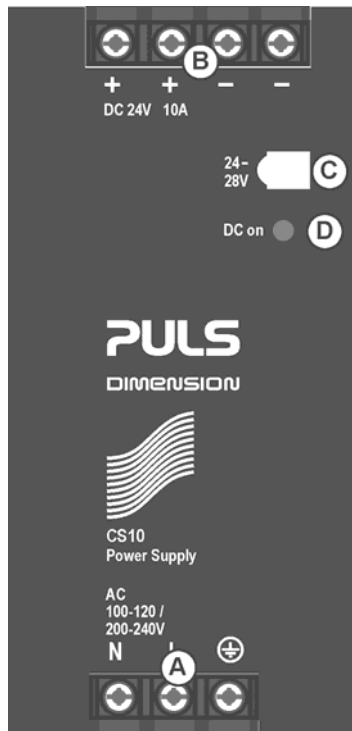 B
+ + − −
DC 24V 10A
24–
28V
C
DC on
D
PULS
DIMENSION
CS10
Power Supply
AC
100-120 /
200-240V
N
A